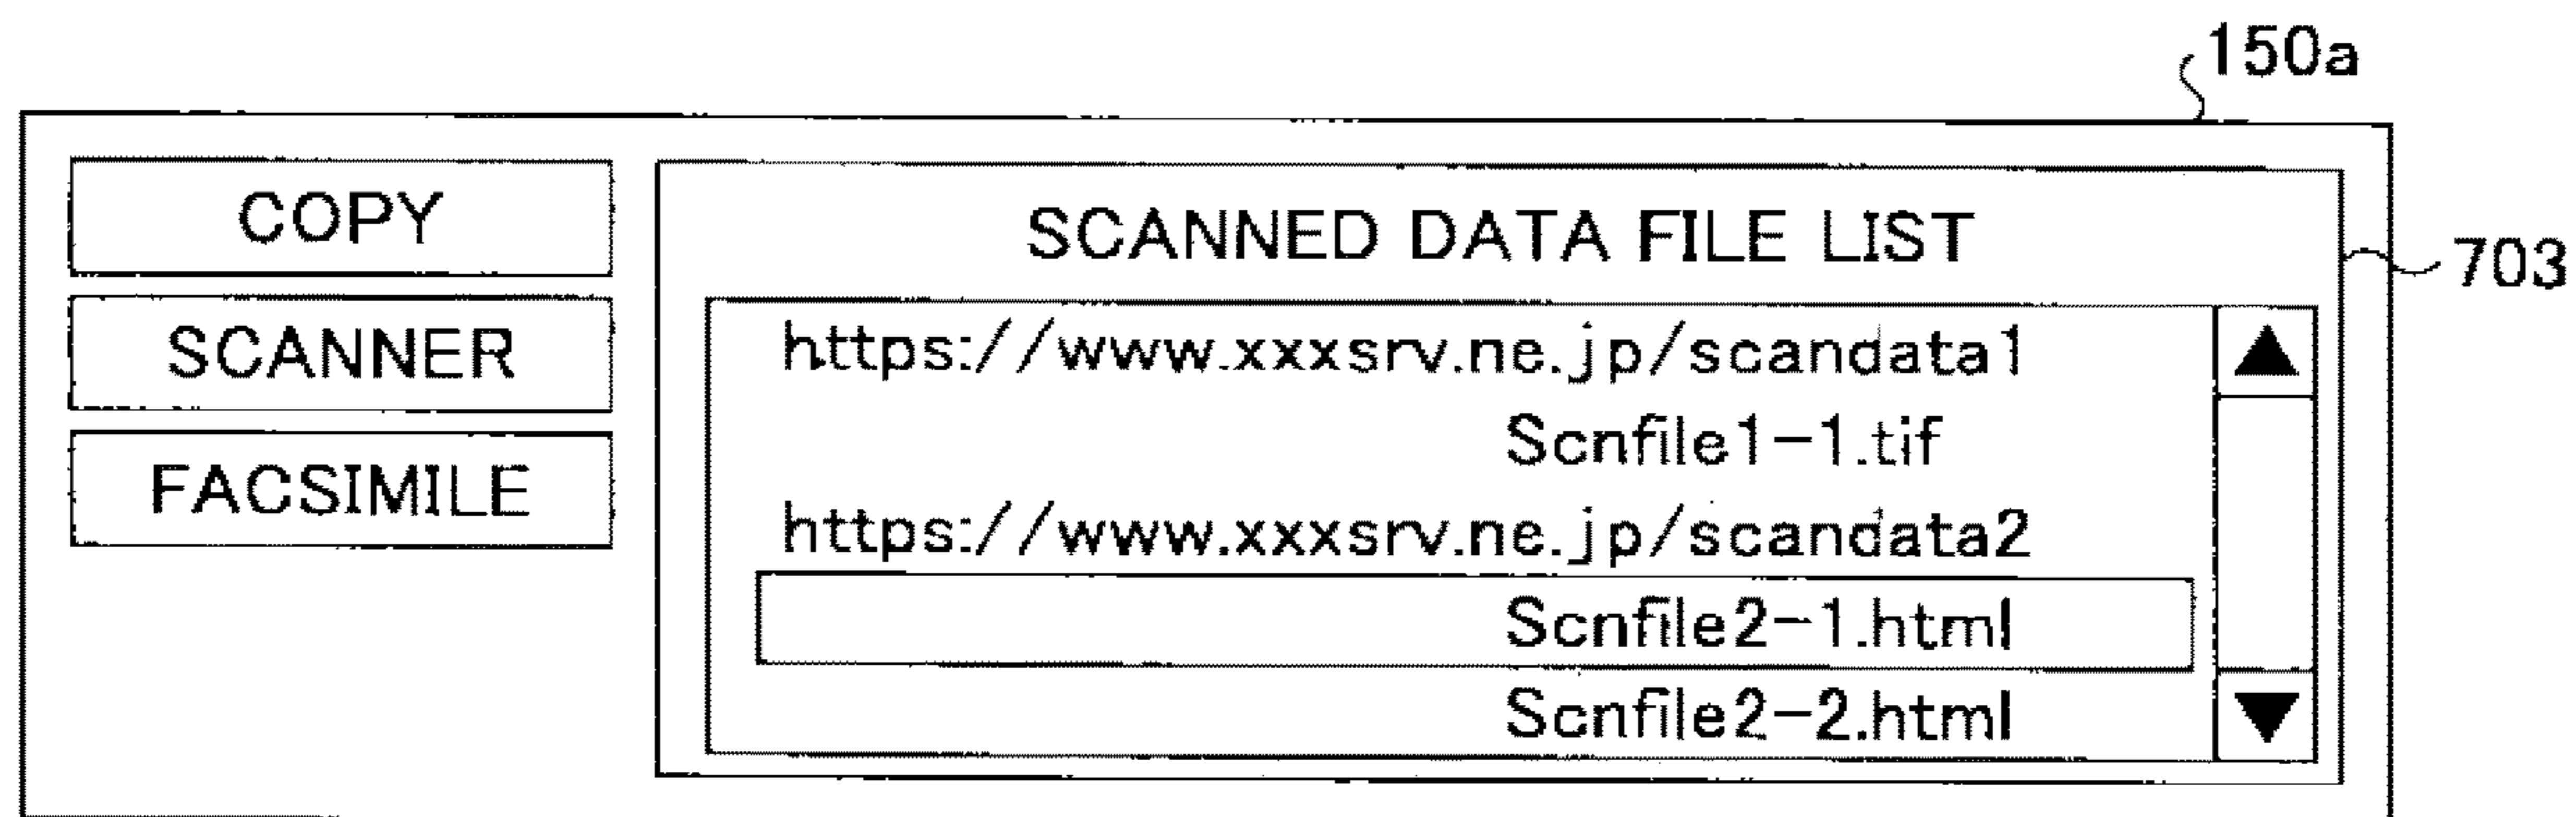 150a
COPY
SCANNER
FACSIMILE
SCANNED DATA FILE LIST
703
https://www.xxxsrv.ne.jp/scandata1
Scnfile1-1.tif
https://www.xxxsrv.ne.jp/scandata2
Scnfile2-1.html
Scnfile2-2.html